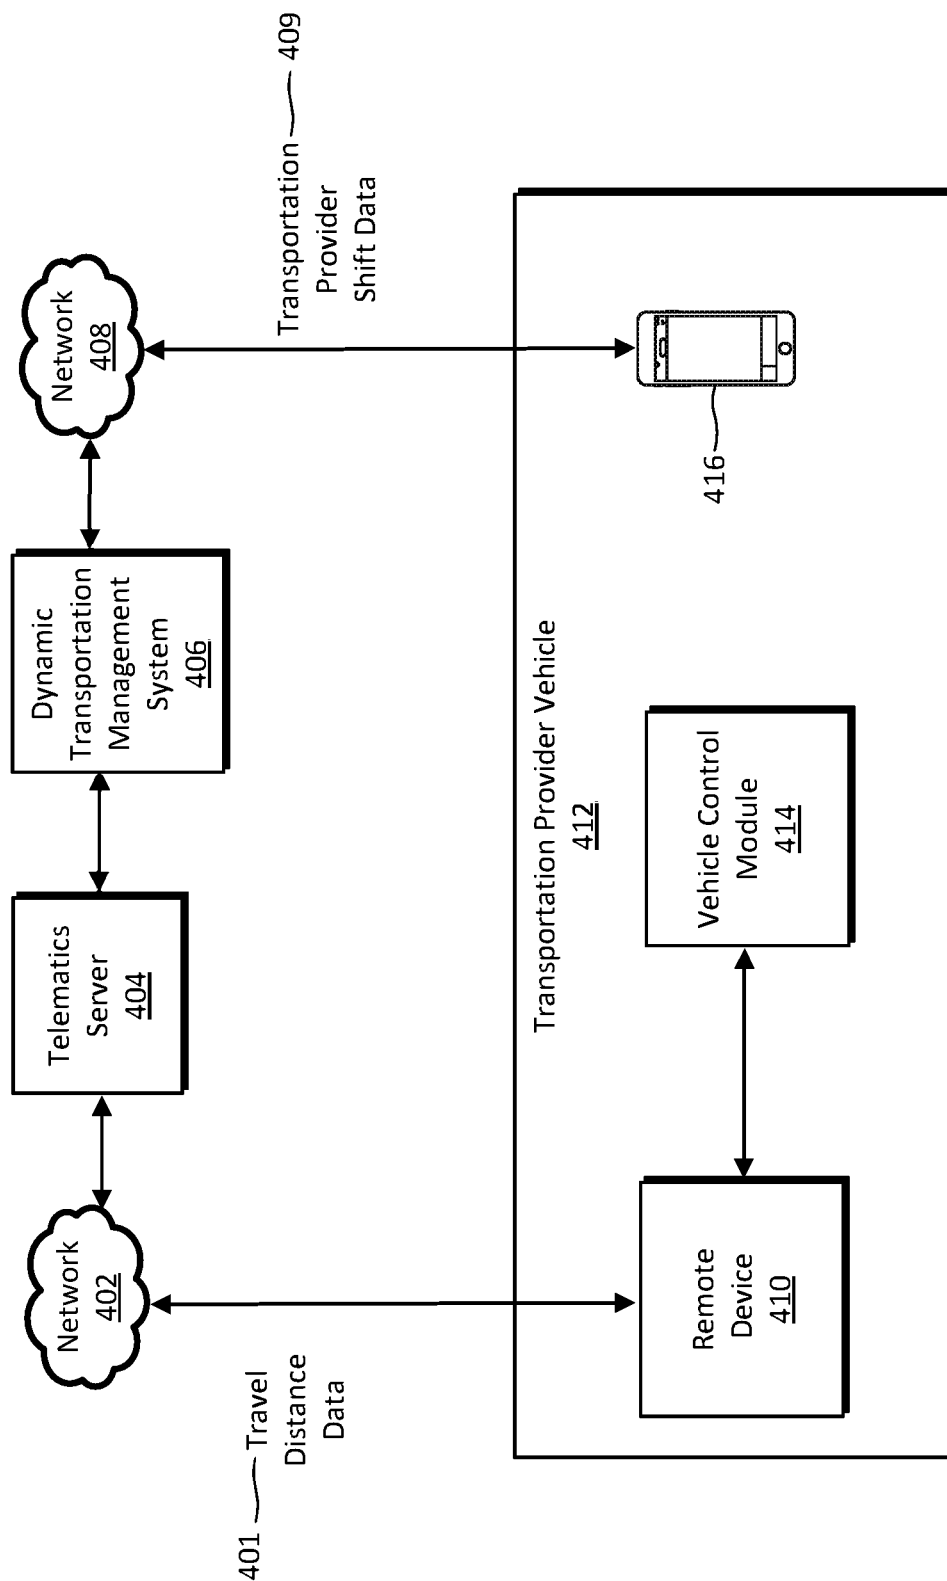 401
Travel
Distance
Data
Network
402
Telematics
Server
404
Dynamic
Transportation
Management
System
406
Network
408
Transportation
Provider
Shift Data
409
Transportation Provider Vehicle
412
Remote
Device
410
Vehicle Control
Module
414
416